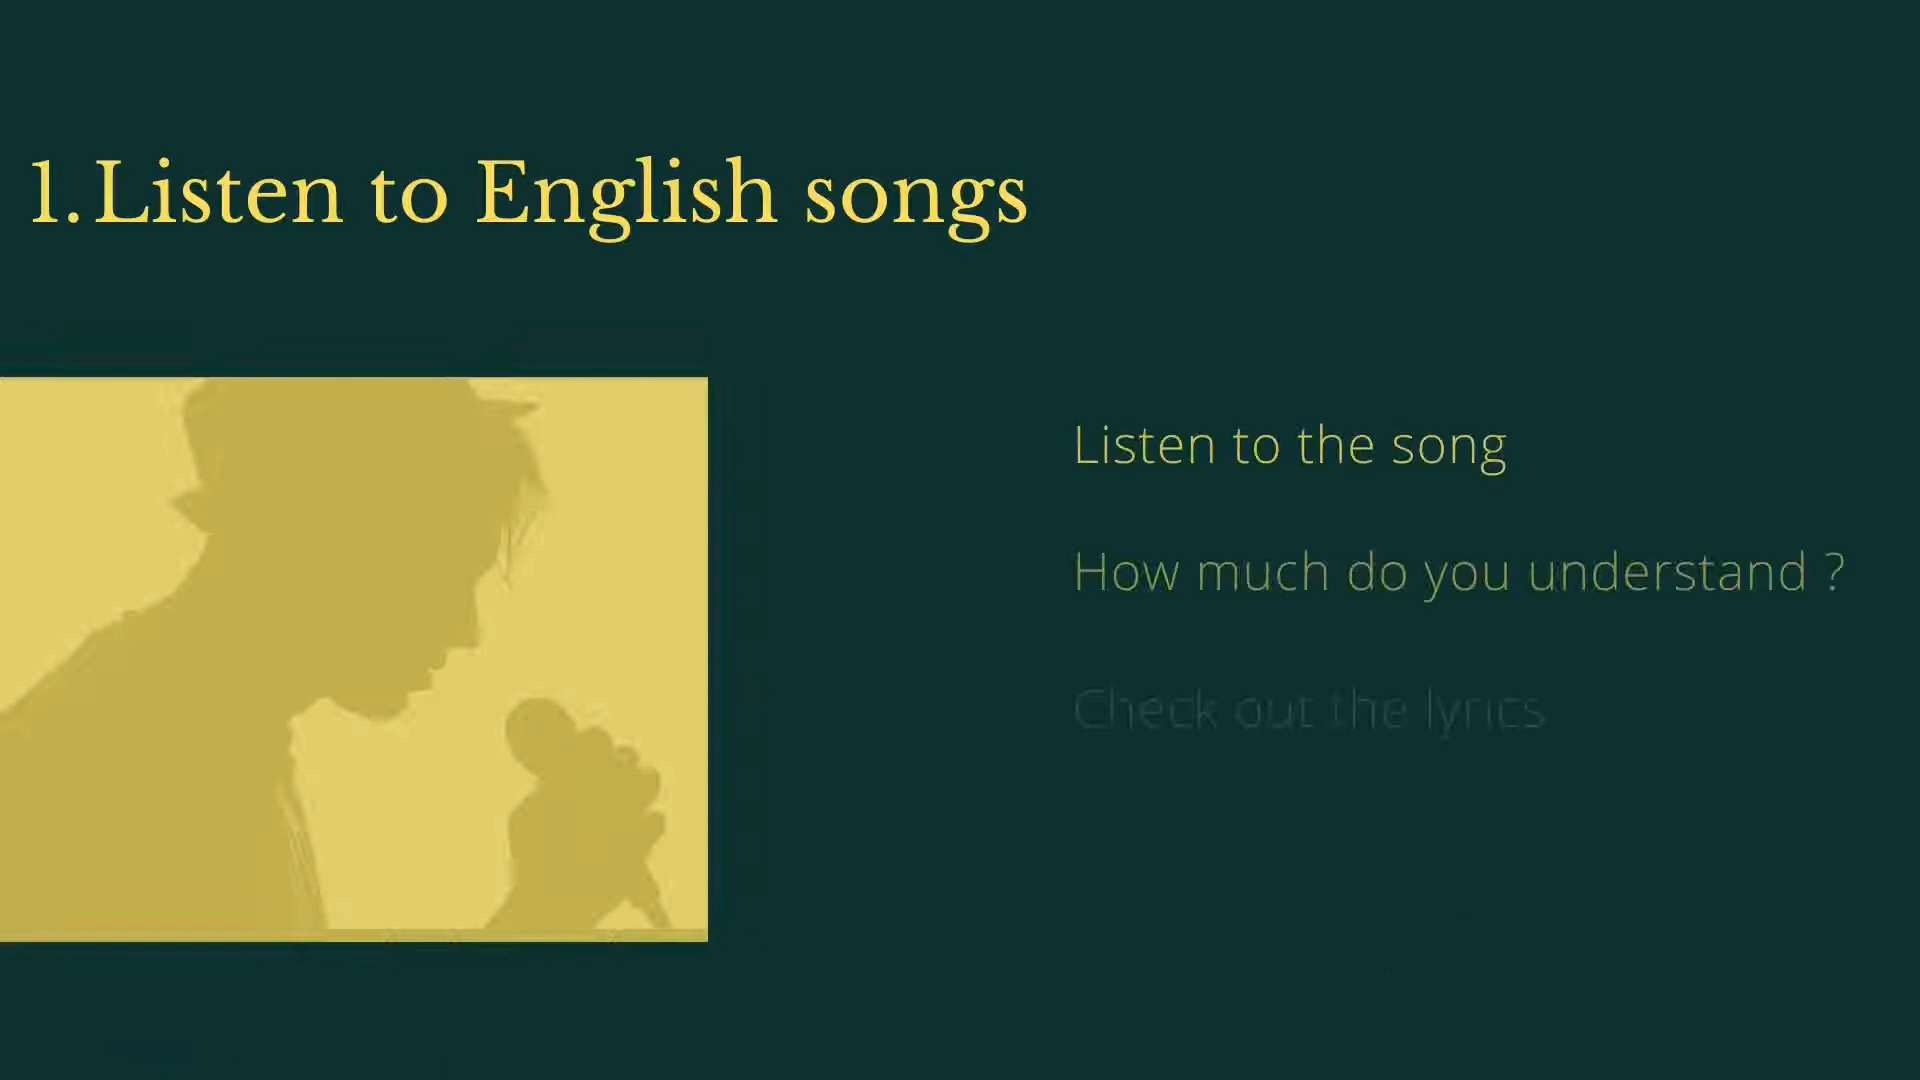 1. Listen to English songs
Listen to the song
How much do you understand ?
Check out the lyrics